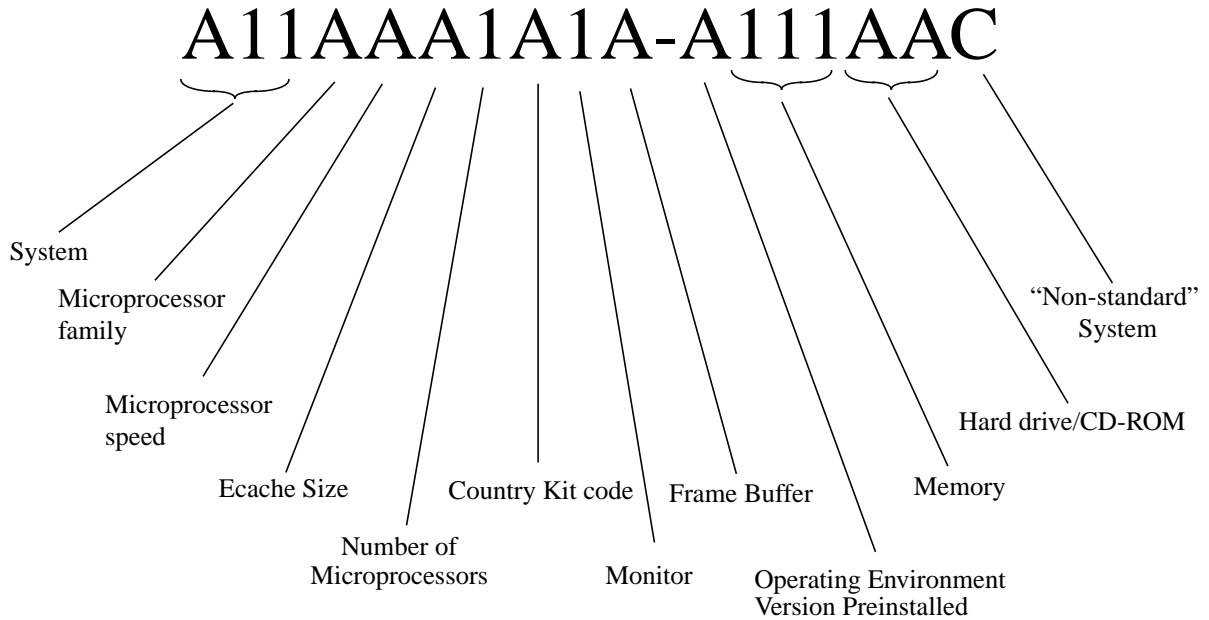 A11AAA1A1A-A111AAC
System
Microprocessor
family
Microprocessor
speed
Ecache Size
Number of
Microprocessors
Country Kit code
Monitor
Frame Buffer
Operating Environment
Version Preinstalled
Memory
Hard drive/CD-ROM
“Non-standard”
System